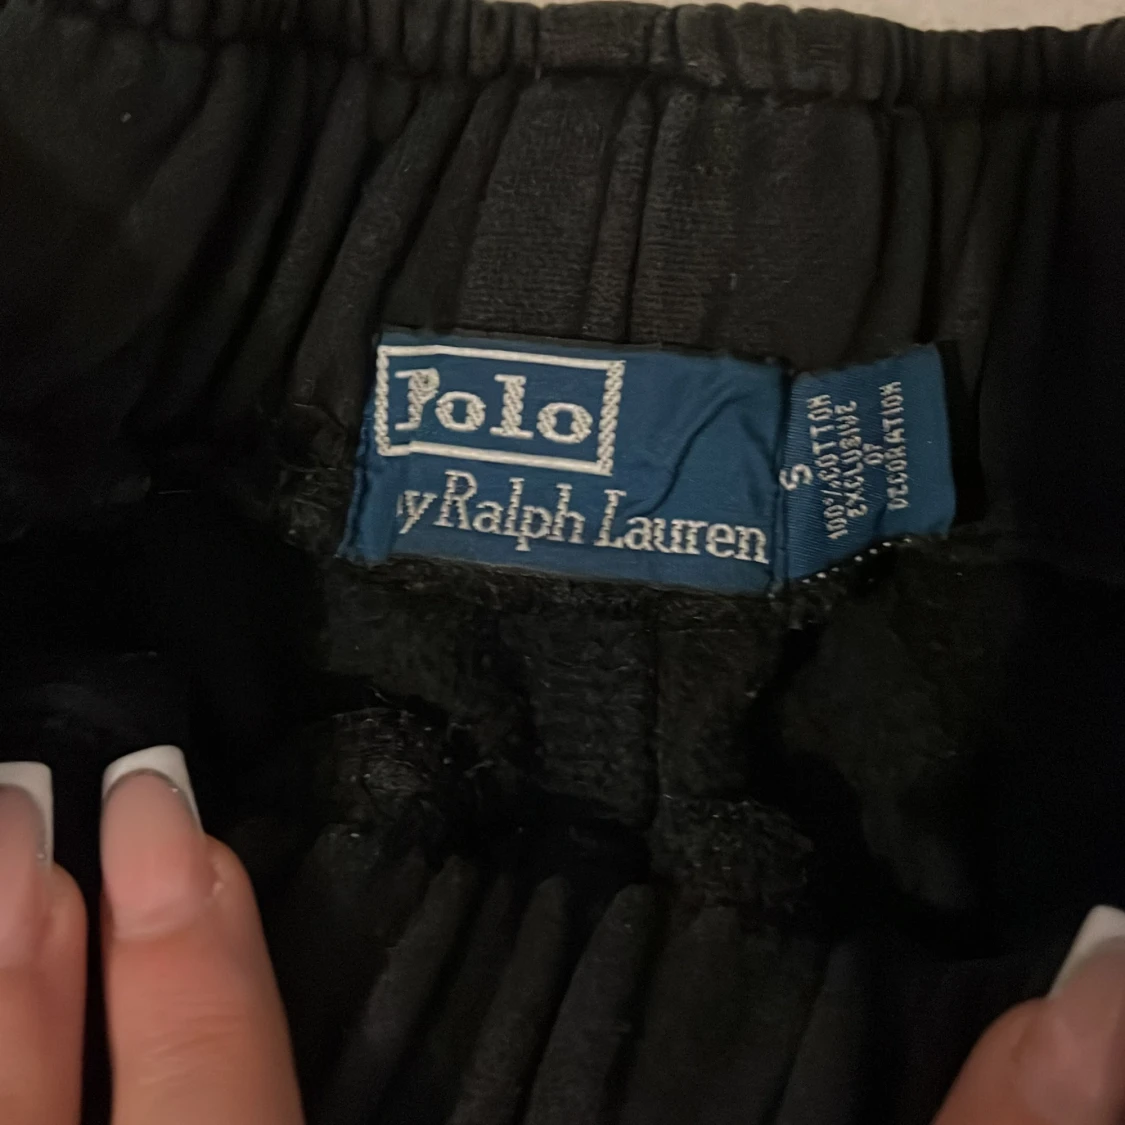 Polo
y Ralph Lauren
S
100% COTTON
EXCLUSIVE
OF
DECORATION